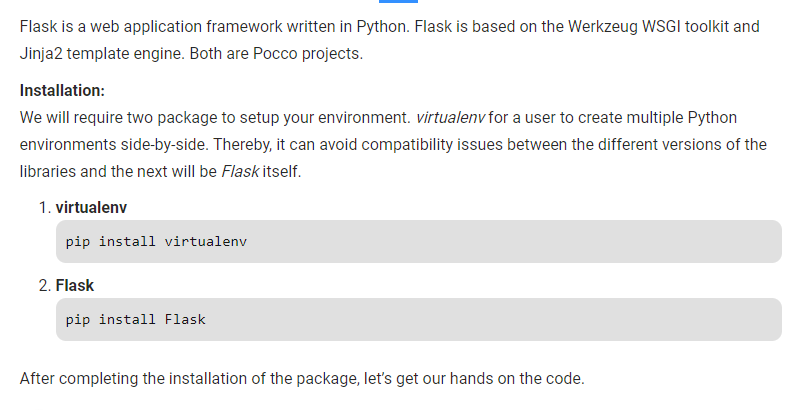 Flask is a web application framework written in Python. Flask is based on the Werkzeug WSGI toolkit and
Jinja2 template engine. Both are Pocco projects.
Installation:
We will require two package to setup your environment. virtualenv for a user to create multiple Python
environments side-by-side. Thereby, it can avoid compatibility issues between the different versions of the
libraries and the next will be Flask itself.
1. virtualenv
pip install virtualenv
2. Flask
pip install Flask
After completing the installation of the package, let’s get our hands on the code.